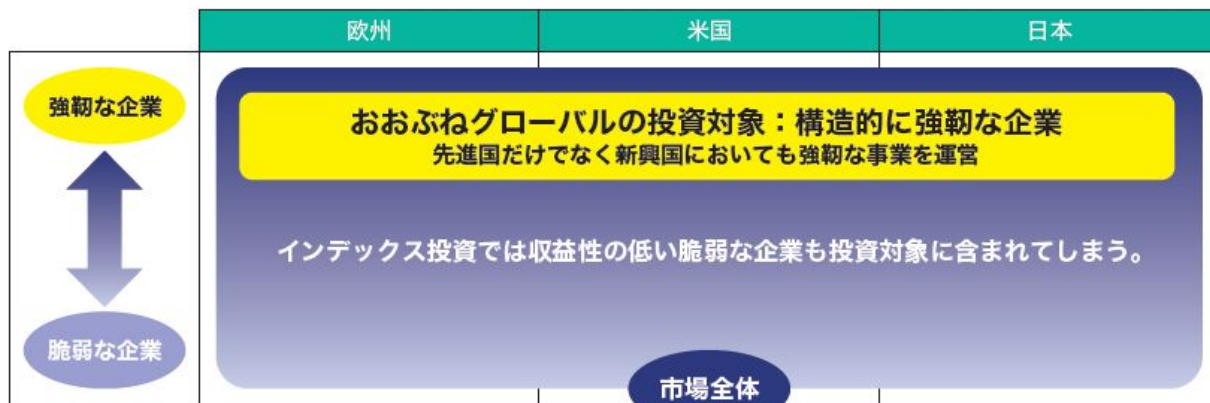 欧州 米国 日本
強靭な企業
おおぶねグローバルの投資対象：構造的に強靭な企業
先進国だけでなく新興国においても強靭な事業を運営
インデックス投資では収益性の低い脆弱な企業も投資対象に含まれてしまう。
脆弱な企業
市場全体